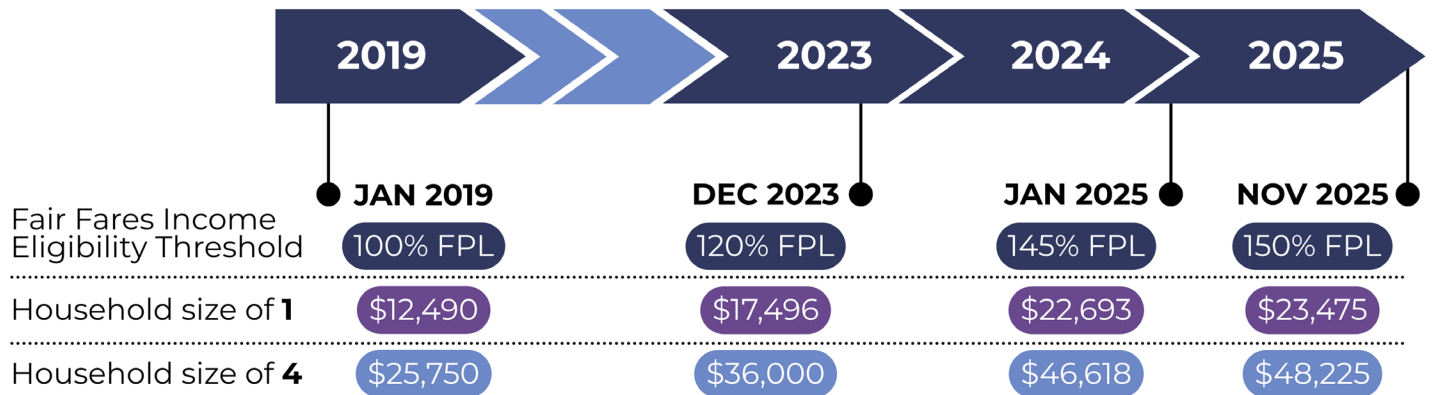 2019 2023 2024 2025
JAN 2019 DEC 2023 JAN 2025 NOV 2025
Fair Fares Income
Eligibility Threshold 100% FPL 120% FPL 145% FPL 150% FPL
Household size of 1 $12,490 $17,496 $22,693 $23,475
Household size of 4 $25,750 $36,000 $46,618 $48,225